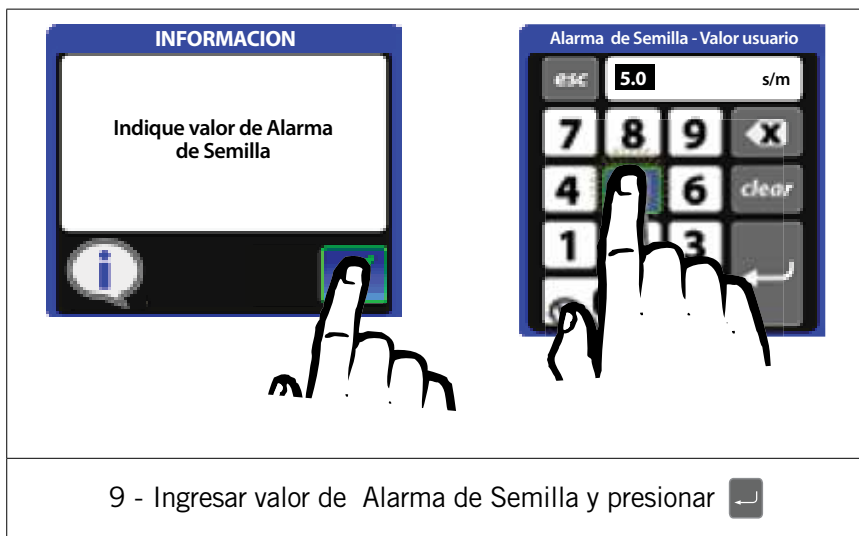 INFORMACION
Indique valor de Alarma
de Semilla
i
Alarma de Semilla - Valor usuario
esc 5.0 s/m
7 8 9 X
4 6 clear
1 3
9 - Ingresar valor de Alarma de Semilla y presionar